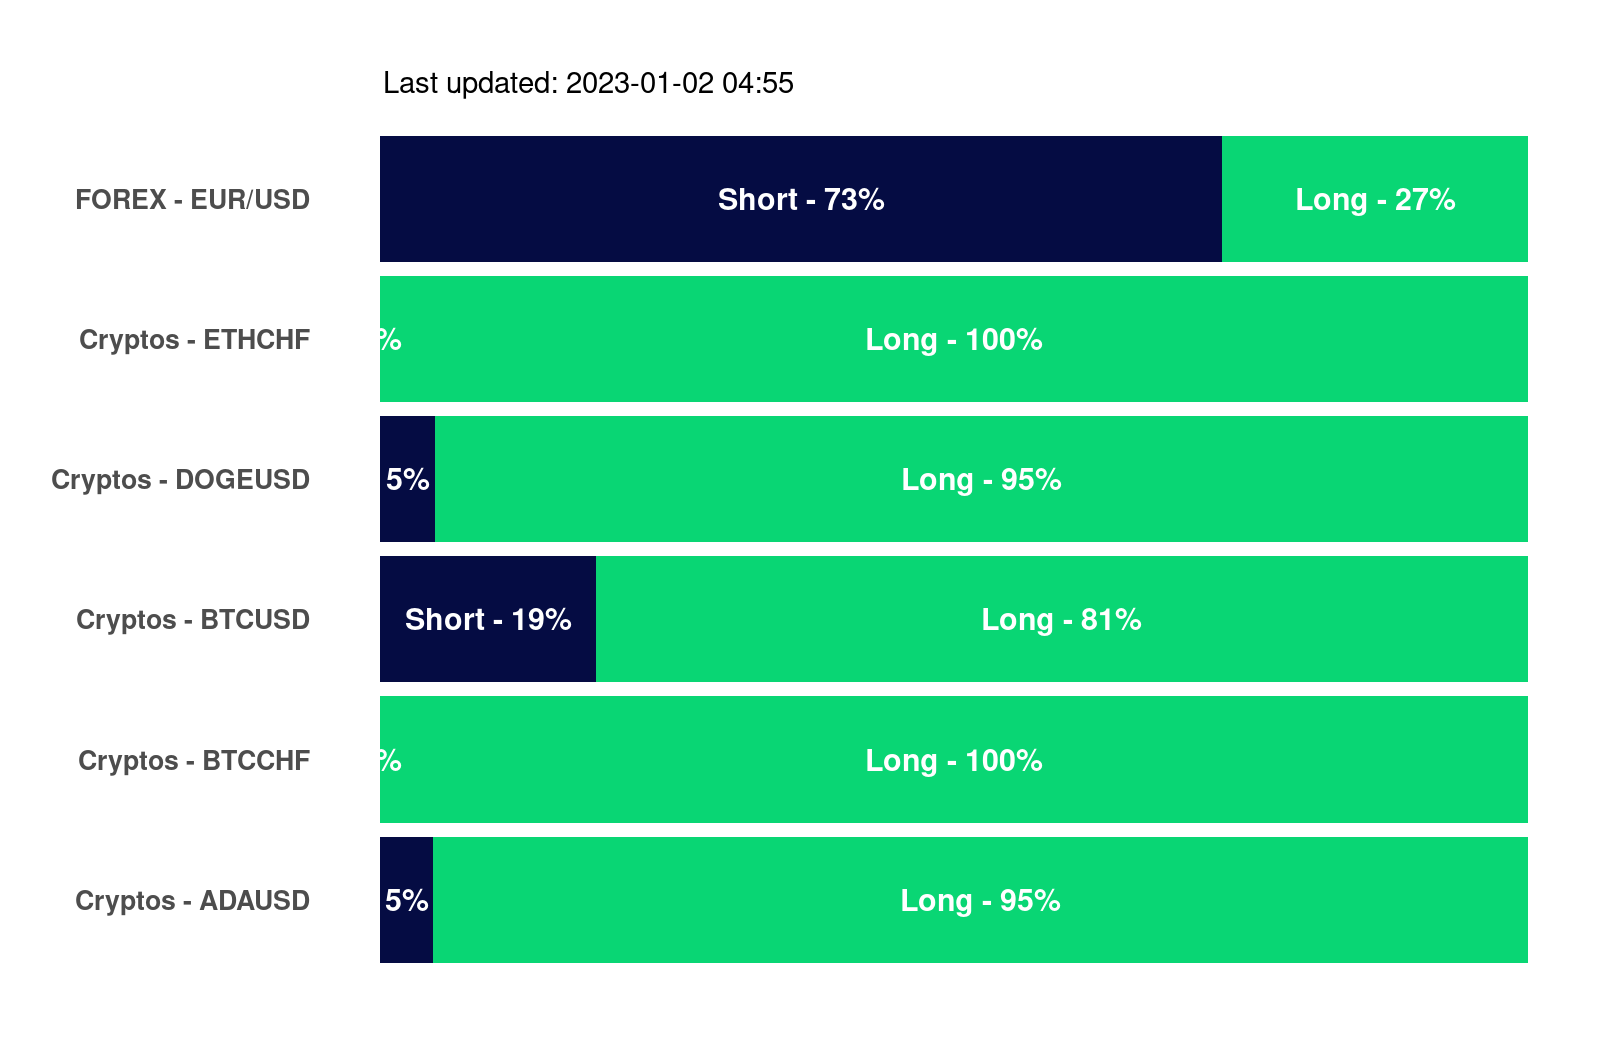 Last updated: 2023-01-02 04:55
FOREX - EUR/USD Short - 73% Long - 27%
Cryptos - ETHCHF % Long - 100%
Cryptos - DOGEUSD 5% Long - 95%
Cryptos - BTCUSD Short - 19% Long - 81%
Cryptos - BTCCHF % Long - 100%
Cryptos - ADAUSD 5% Long - 95%